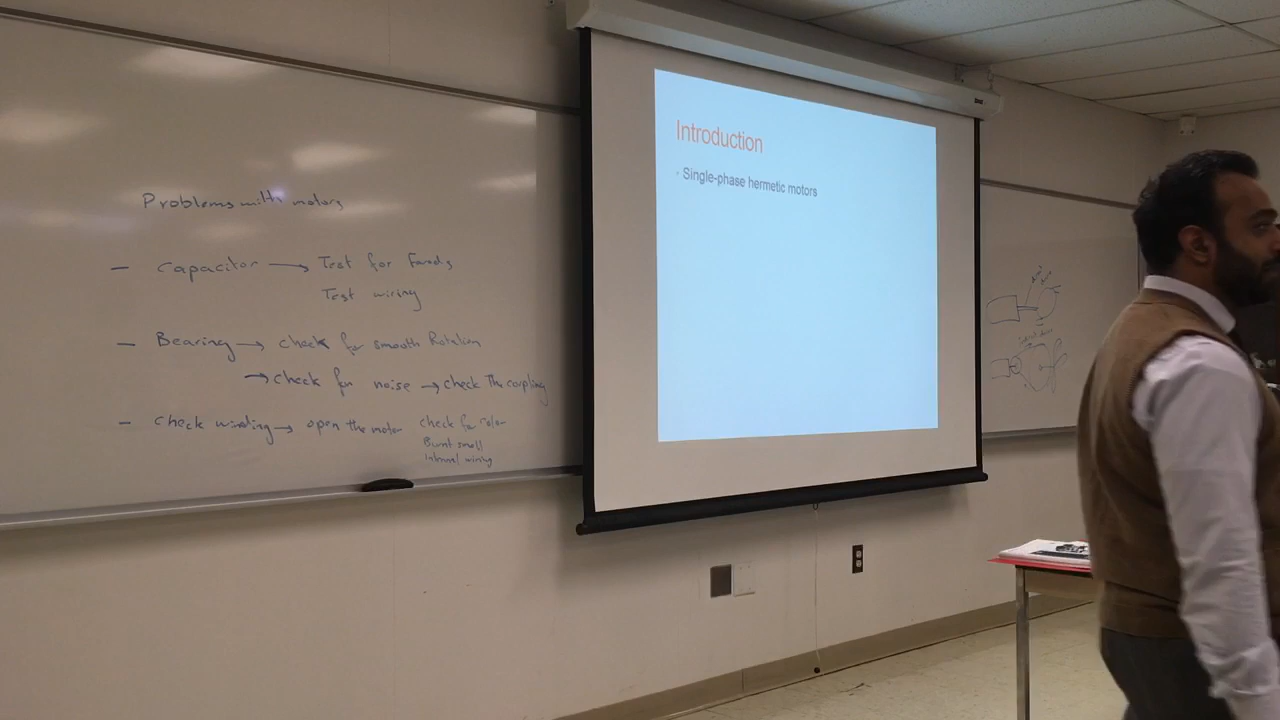 Problems with motors
— Capacitor → Test for Farads
Test wiring
— Bearing → check for smooth Rotation
→ check for noise → check The coupling
— check winding → open the motor check for color
Burnt smell
Internal wiring
Introduction
• Single-phase hermetic motors